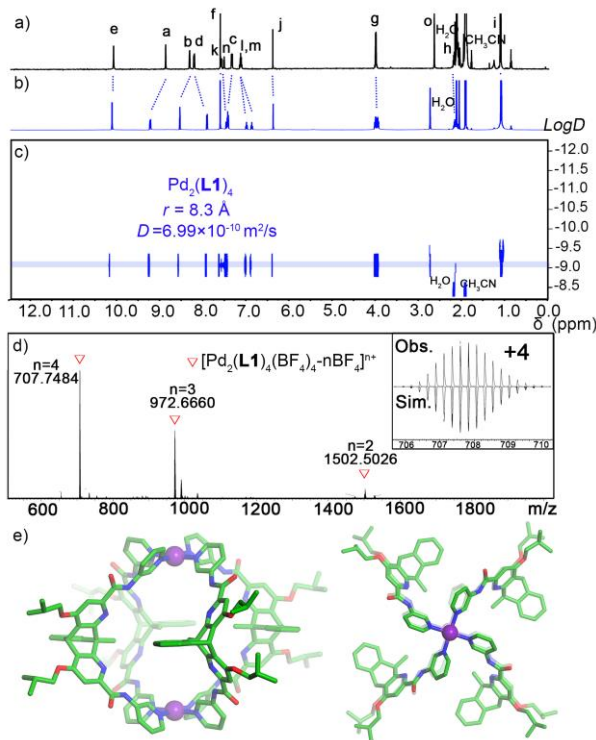 a)
e
a
b
d
f
k
n
c
l,m
j
g
o
H₂O
h
CH₃CN
i
b)
H₂O
LogD
c)
Pd₂(L1)₄
r = 8.3 Å
D=6.99×10⁻¹⁰ m²/s
-12.0
-11.5
-11.0
-10.5
-10.0
-9.5
-9.0
-8.5
H₂O
CH₃CN
12.0 11.0 10.0 9.0 8.0 7.0 6.0 5.0 4.0 3.0 2.0 1.0 0.0
δ (ppm)
d)
n=4
707.7484
[Pd₂(L1)₄(BF₄)₄-nBF₄]ⁿ⁺
n=3
972.6660
n=2
1502.5026
Obs.
+4
Sim.
706 707 708 709 710
600 800 1000 1200 1400 1600 1800 m/z
e)